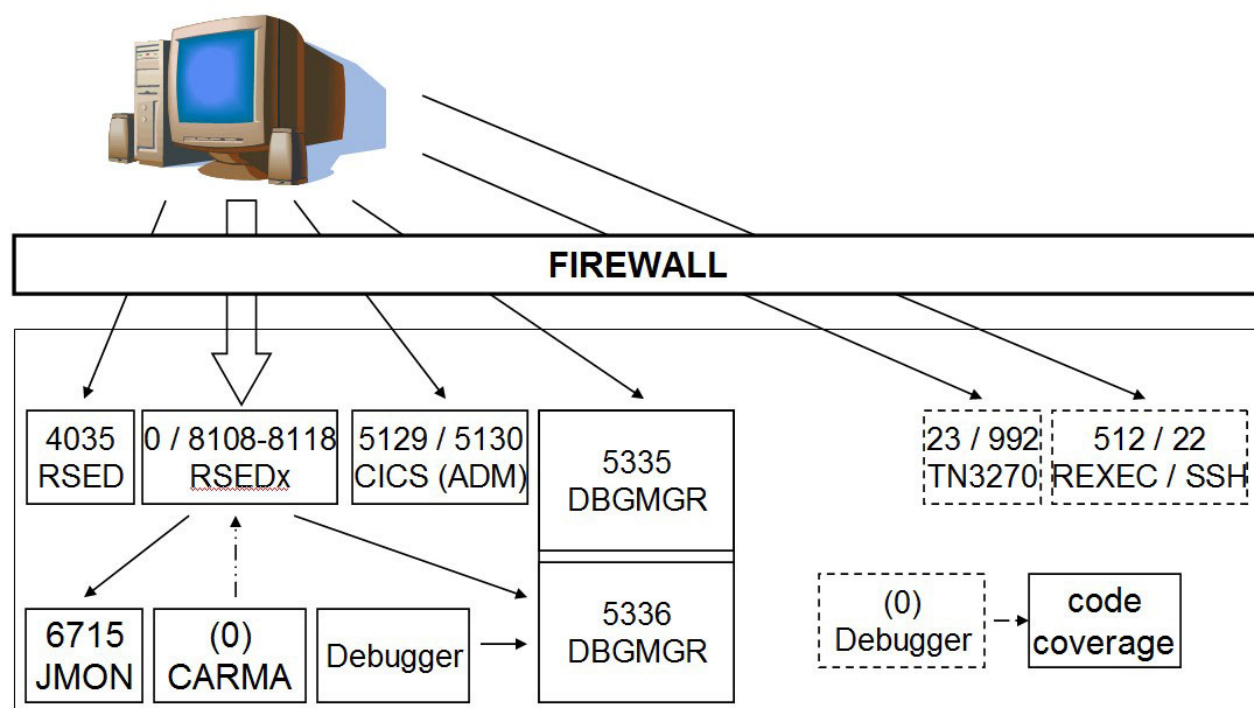 FIREWALL
4035
RSED
0 / 8108-8118
RSEDx
5129 / 5130
CICS (ADM)
5335
DBGMGR
23 / 992
TN3270
512 / 22
REXEC / SSH
6715
JMON
(0)
CARMA
Debugger
5336
DBGMGR
(0)
Debugger
code
coverage